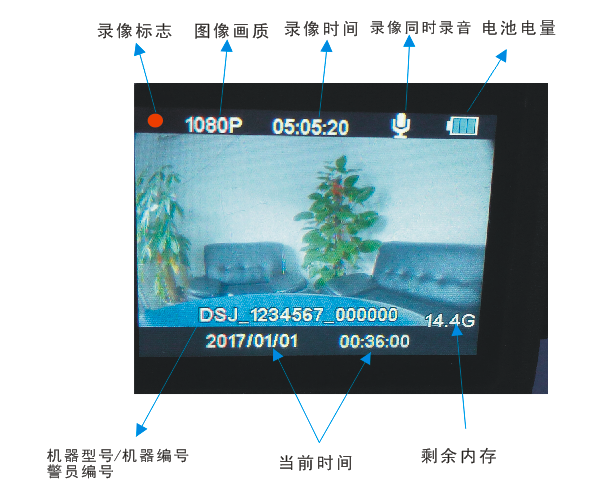 录像标志 图像画质 录像时间 录像同时录音 电池电量
1080P 05:05:20
DSJ_1234567_000000
14.4G
2017/01/01 00:36:00
机器型号/机器编号
警员编号
当前时间
剩余内存